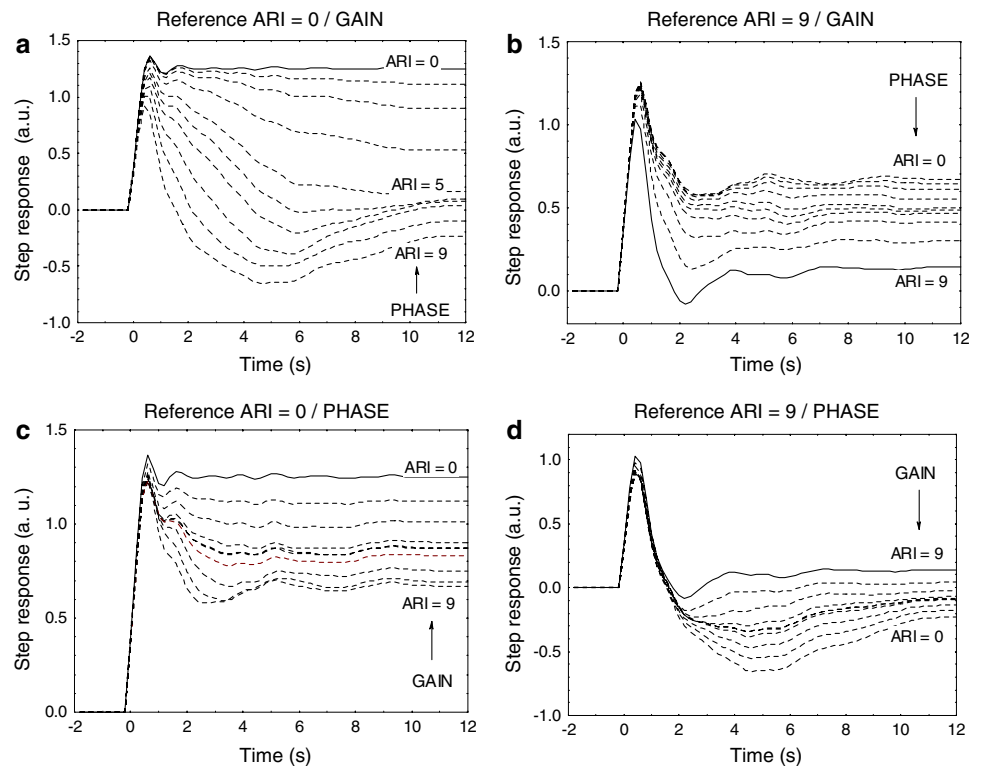 Reference ARI = 0 / GAIN
a
Step response (a.u.)
1.5
1.0
0.5
0.0
-0.5
-1.0
ARI = 0
ARI = 5
ARI = 9
PHASE
-2 0 2 4 6 8 10 12
Time (s)
Reference ARI = 9 / GAIN
b
Step response (a.u.)
1.5
1.0
0.5
0.0
PHASE
ARI = 0
ARI = 9
-2 0 2 4 6 8 10 12
Time (s)
Reference ARI = 0 / PHASE
c
Step response (a. u.)
1.5
1.0
0.5
0.0
ARI = 0
ARI = 9
GAIN
-2 0 2 4 6 8 10 12
Time (s)
Reference ARI = 9 / PHASE
d
Step response (a. u.)
1.0
0.5
0.0
-0.5
-1.0
GAIN
ARI = 9
ARI = 0
-2 0 2 4 6 8 10 12
Time (s)